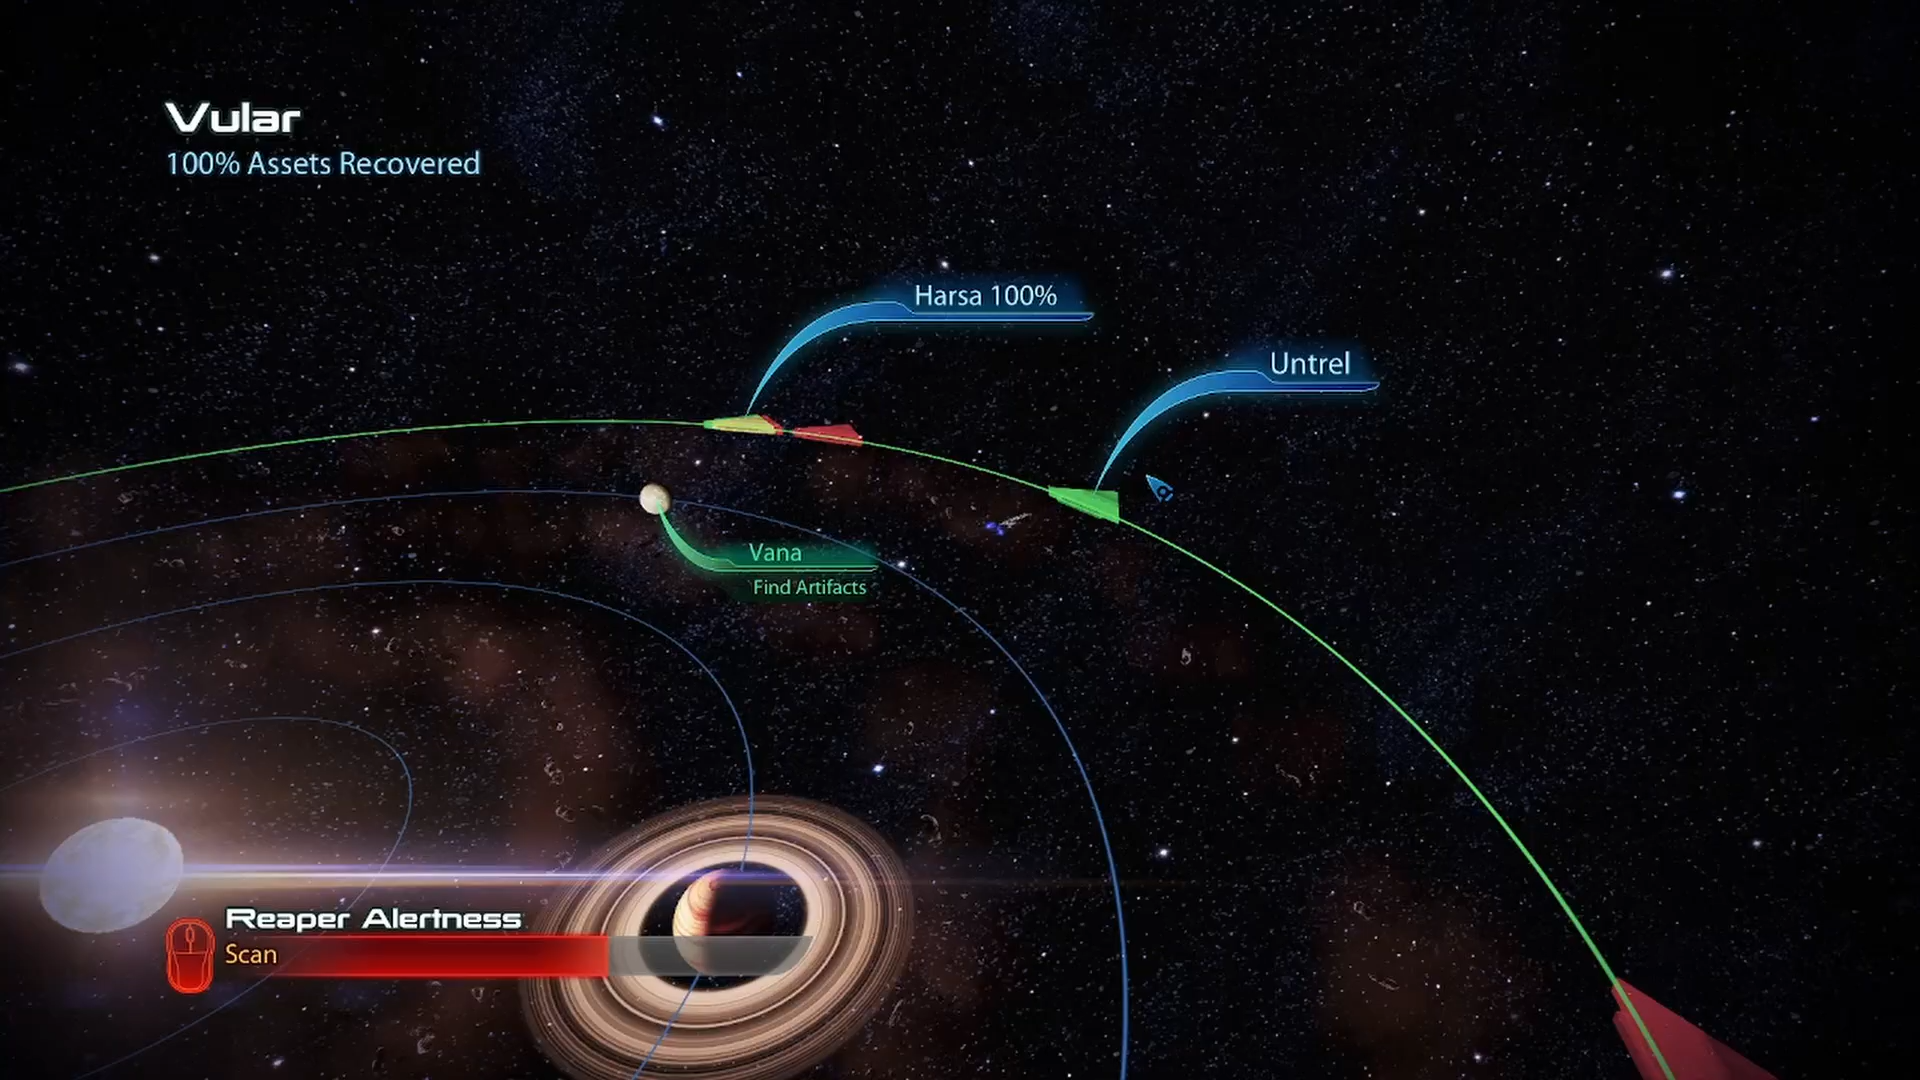 Vular
100% Assets Recovered
Harsa 100%
Untrel
Vana
Find Artifacts
Reaper Alertness
Scan